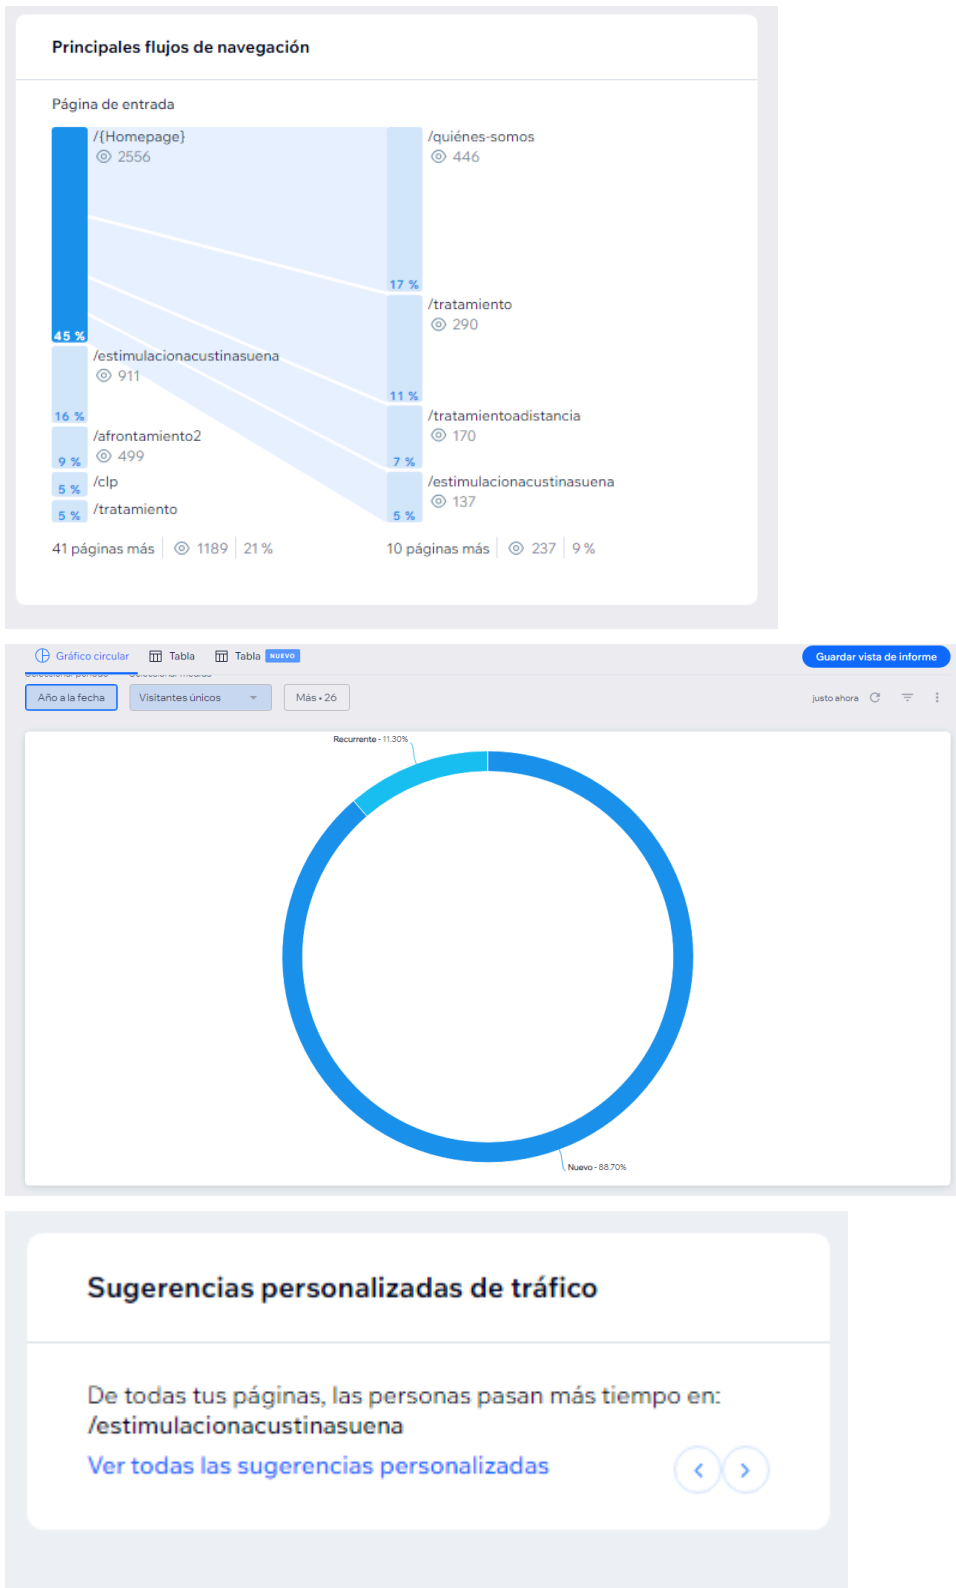 Principales flujos de navegación
Página de entrada
/{Homepage}
2556
45 %
/estimulacionacustinasuena
911
16 %
/afrontamiento2
499
9 %
/clp
5 %
/tratamiento
5 %
41 páginas más
1189
21 %
/quiénes-somos
446
17 %
/tratamiento
290
11 %
/tratamientoadistancia
170
7 %
/estimulacionacustinasuena
137
5 %
10 páginas más
237
9 %
Gráfico circular
Tabla
Tabla NUEVO
Guardar vista de informe
Seleccionar período
Seleccionar medidas
Año a la fecha
Visitantes únicos
Más • 26
justo ahora
Recurrente - 11.30%
Nuevo - 88.70%
Sugerencias personalizadas de tráfico
De todas tus páginas, las personas pasan más tiempo en:
/estimulacionacustinasuena
Ver todas las sugerencias personalizadas